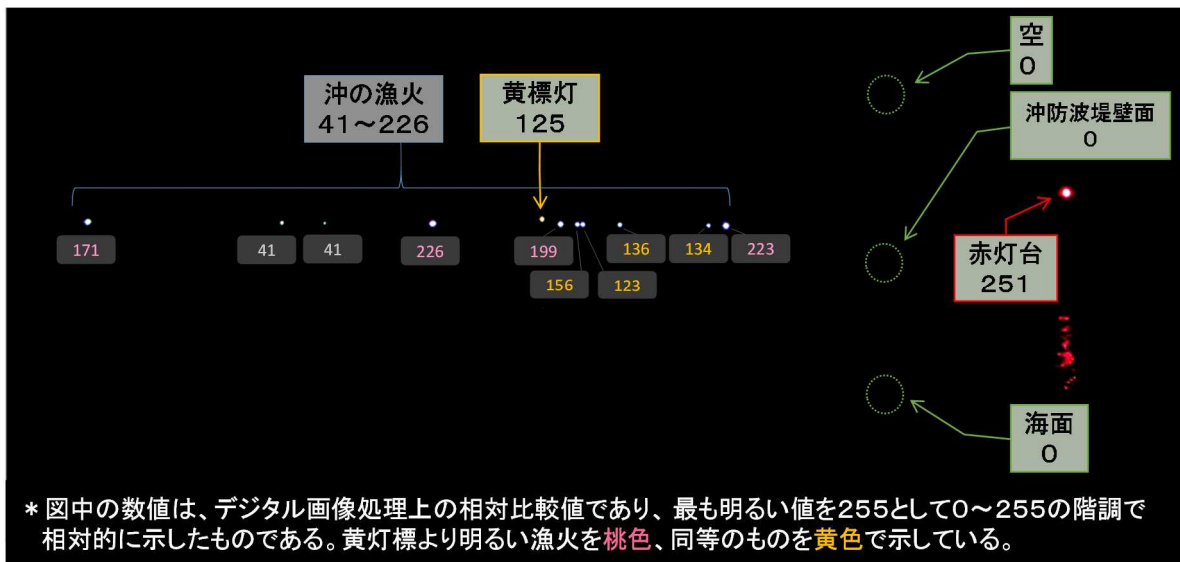 空
0
沖の漁火
41～226
黄標灯
125
沖防波堤壁面
0
171
41
41
226
199
136
134
223
156
123
赤灯台
251
海面
0
＊図中の数値は、デジタル画像処理上の相対比較値であり、最も明るい値を255として0～255の階調で
相対的に示したものである。黄灯標より明るい漁火を桃色、同等のものを黄色で示している。